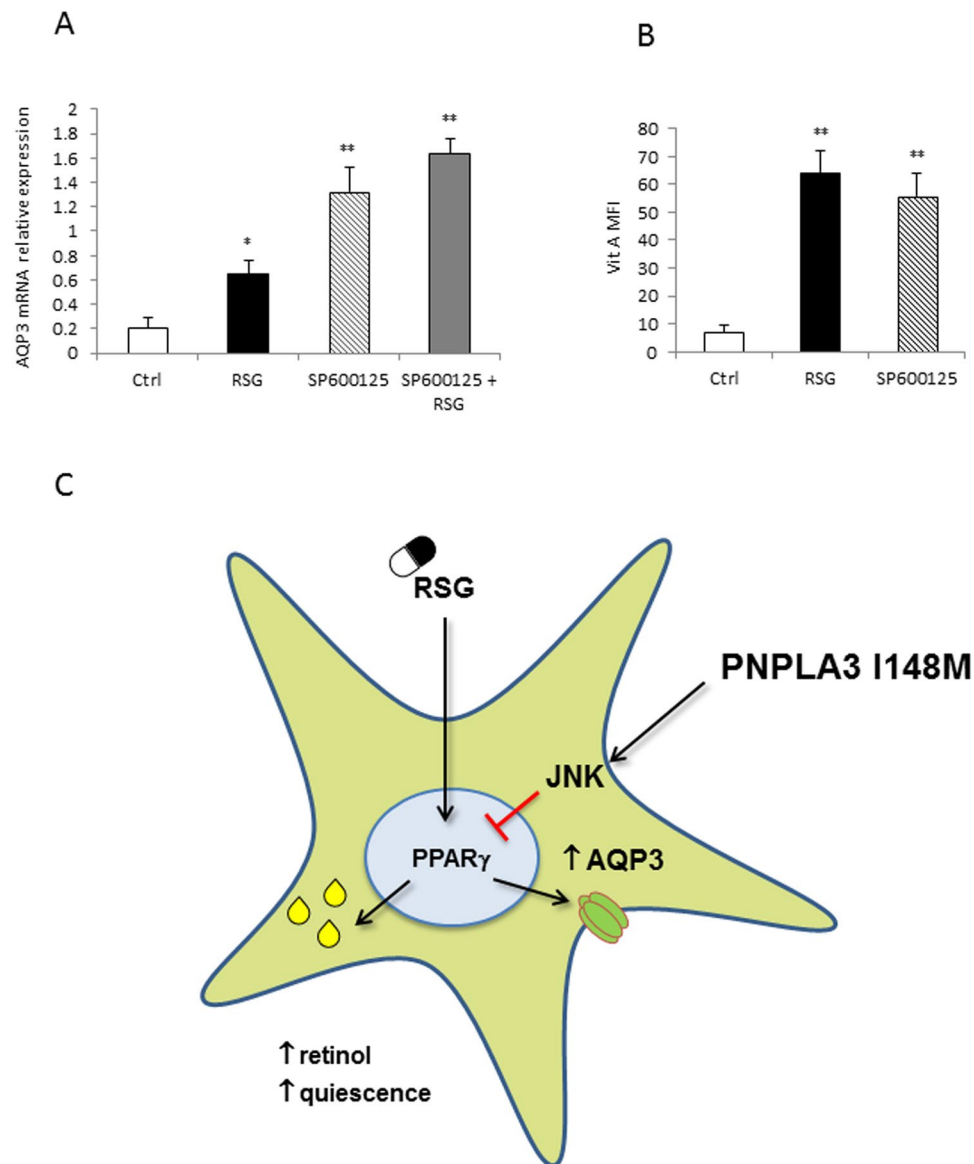 A
AQP3 mRNA relative expression
2
1.8
1.6
1.4
1.2
1
0.8
0.6
0.4
0.2
0
*
**
**
Ctrl
RSG
SP600125
SP600125 +
RSG
B
Vit A MFI
80
70
60
50
40
30
20
10
0
**
**
Ctrl
RSG
SP600125
C
RSG
PNPLA3 I148M
JNK
PPARγ
↑ AQP3
↑ retinol
↑ quiescence